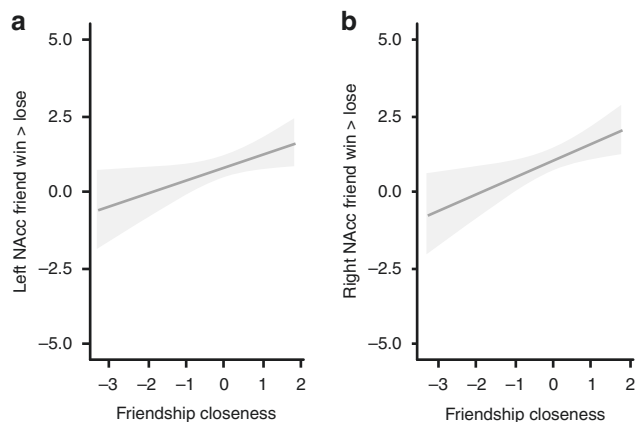 a
Left NAcc friend win > lose
5.0
2.5
0.0
–2.5
–5.0
–3 –2 –1 0 1 2
Friendship closeness
b
Right NAcc friend win > lose
5.0
2.5
0.0
–2.5
–5.0
–3 –2 –1 0 1 2
Friendship closeness